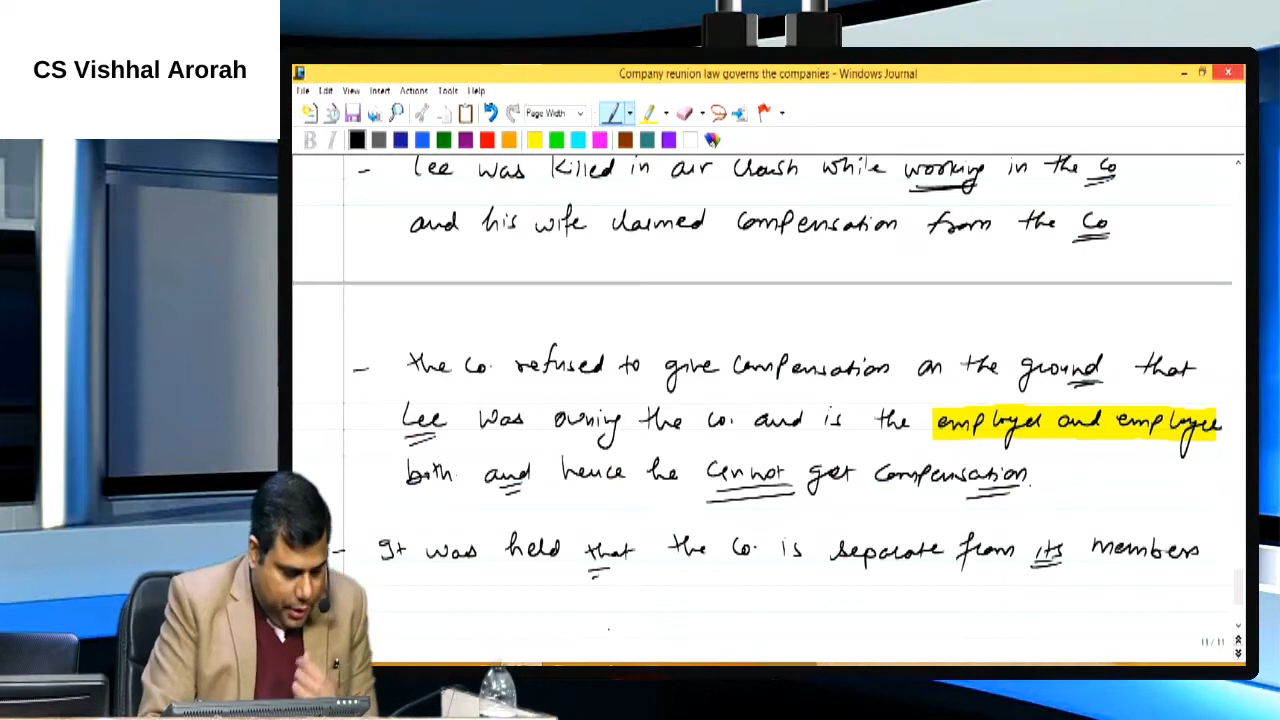 CS Vishhal Arorah
Company reunion law governs the companies - Windows Journal
File Edit View Insert Actions Tools Help
Page Width
B I
- Lee was killed in air crash while working in the Co
and his wife claimed compensation from the Co
- the Co. refused to give compensation on the ground that
Lee was owning the Co. and is the employer and employee
both and hence he cannot get compensation.
- It was held that the Co. is separate from its members
11/11